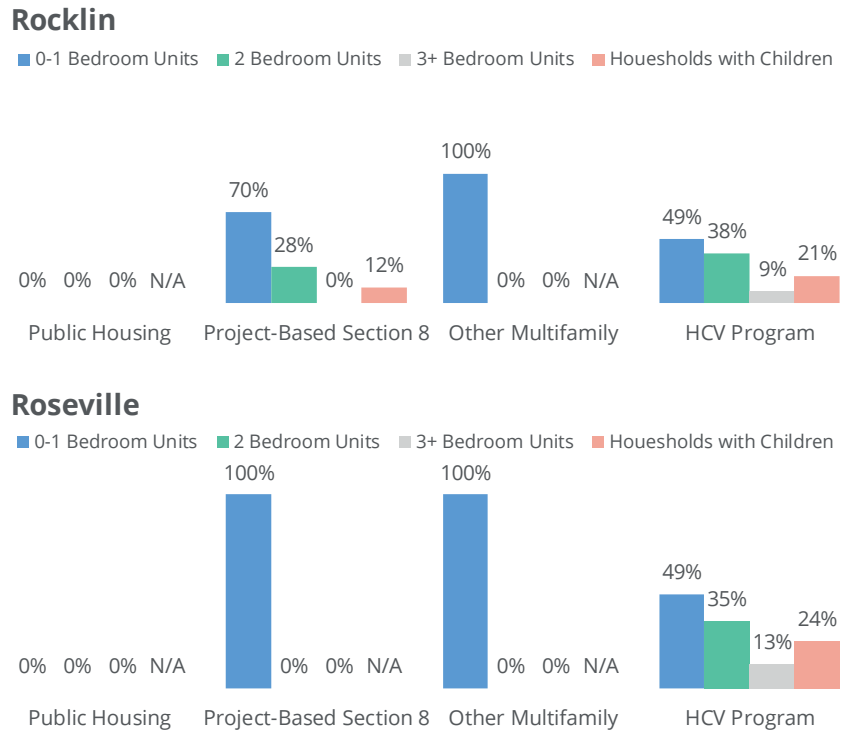 Rocklin
0-1 Bedroom Units 2 Bedroom Units 3+ Bedroom Units Houesholds with Children
100%
70%
49% 38%
28% 21%
0% 0% 0% N/A 0% 12% 0% 0% N/A 9%
Public Housing Project-Based Section 8 Other Multifamily HCV Program
Roseville
0-1 Bedroom Units 2 Bedroom Units 3+ Bedroom Units Houesholds with Children
100% 100%
49%
35%
24%
13%
0% 0% 0% N/A 0% 0% N/A 0% 0% N/A
Public Housing Project-Based Section 8 Other Multifamily HCV Program